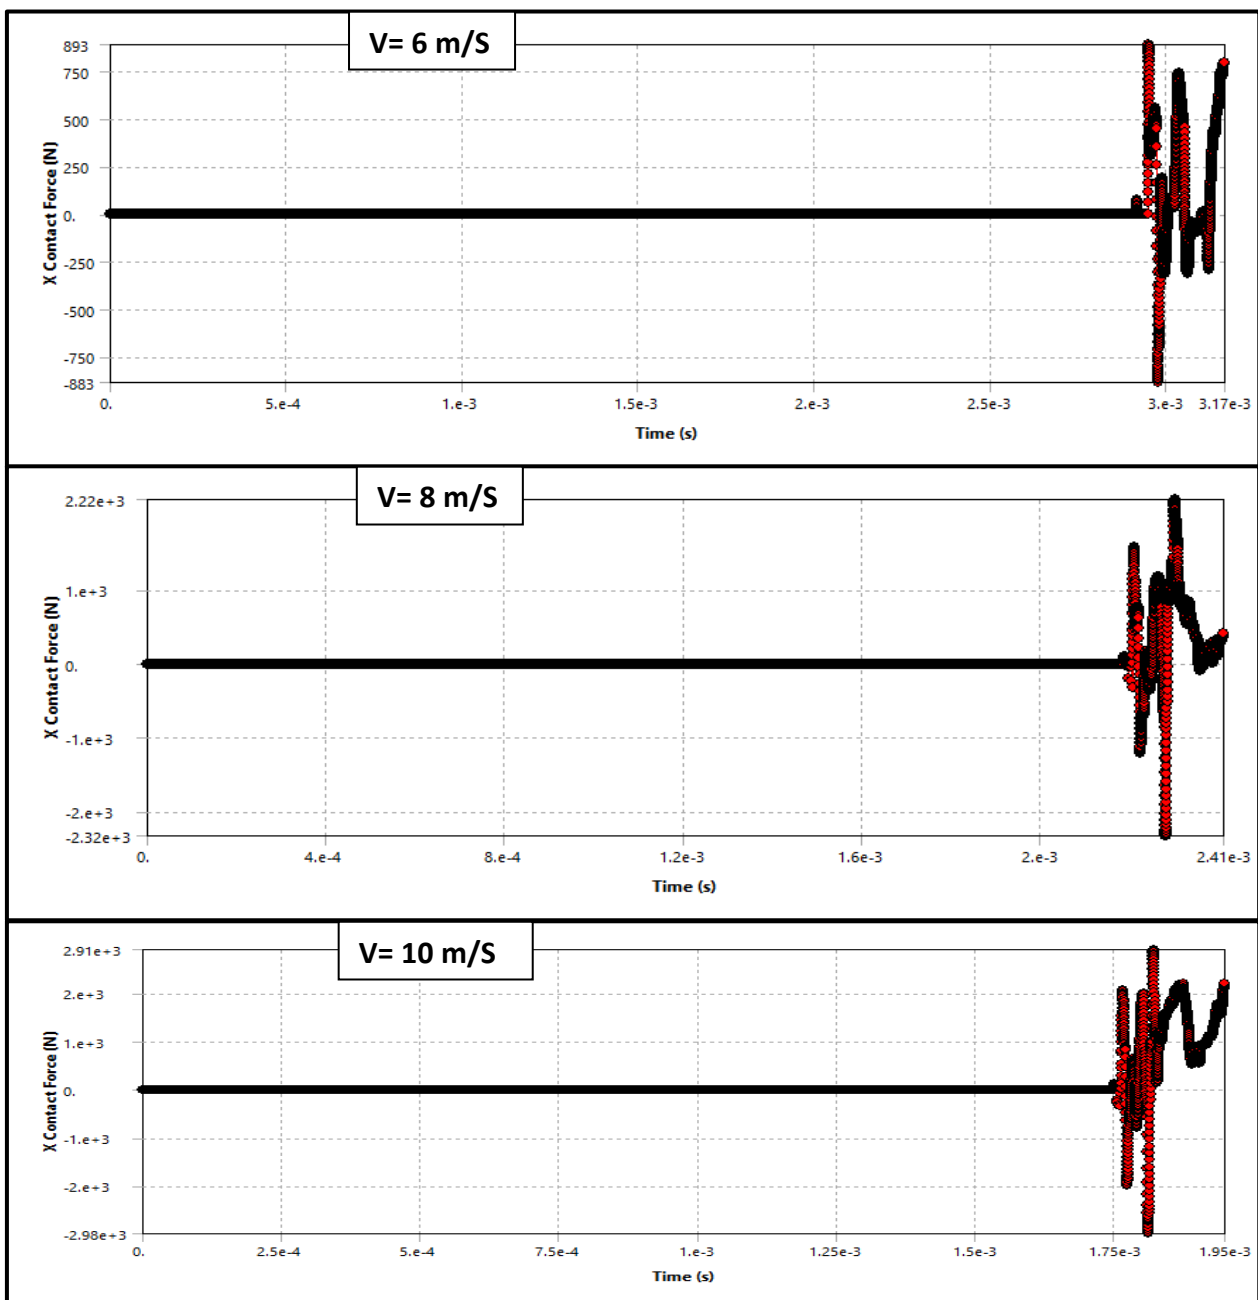 V= 6 m/S
893
750
500
250
0.
-250
-500
-750
-883
X Contact Force (N)
0. 5.e-4 1.e-3 1.5e-3 2.e-3 2.5e-3 3.e-3 3.17e-3
Time (s)
V= 8 m/S
2.22e+3
1.e+3
0.
-1.e+3
-2.e+3
-2.32e+3
X Contact Force (N)
0. 4.e-4 8.e-4 1.2e-3 1.6e-3 2.e-3 2.41e-3
Time (s)
V= 10 m/S
2.91e+3
2.e+3
1.e+3
0.
-1.e+3
-2.e+3
-2.98e+3
X Contact Force (N)
0. 2.5e-4 5.e-4 7.5e-4 1.e-3 1.25e-3 1.5e-3 1.75e-3 1.95e-3
Time (s)